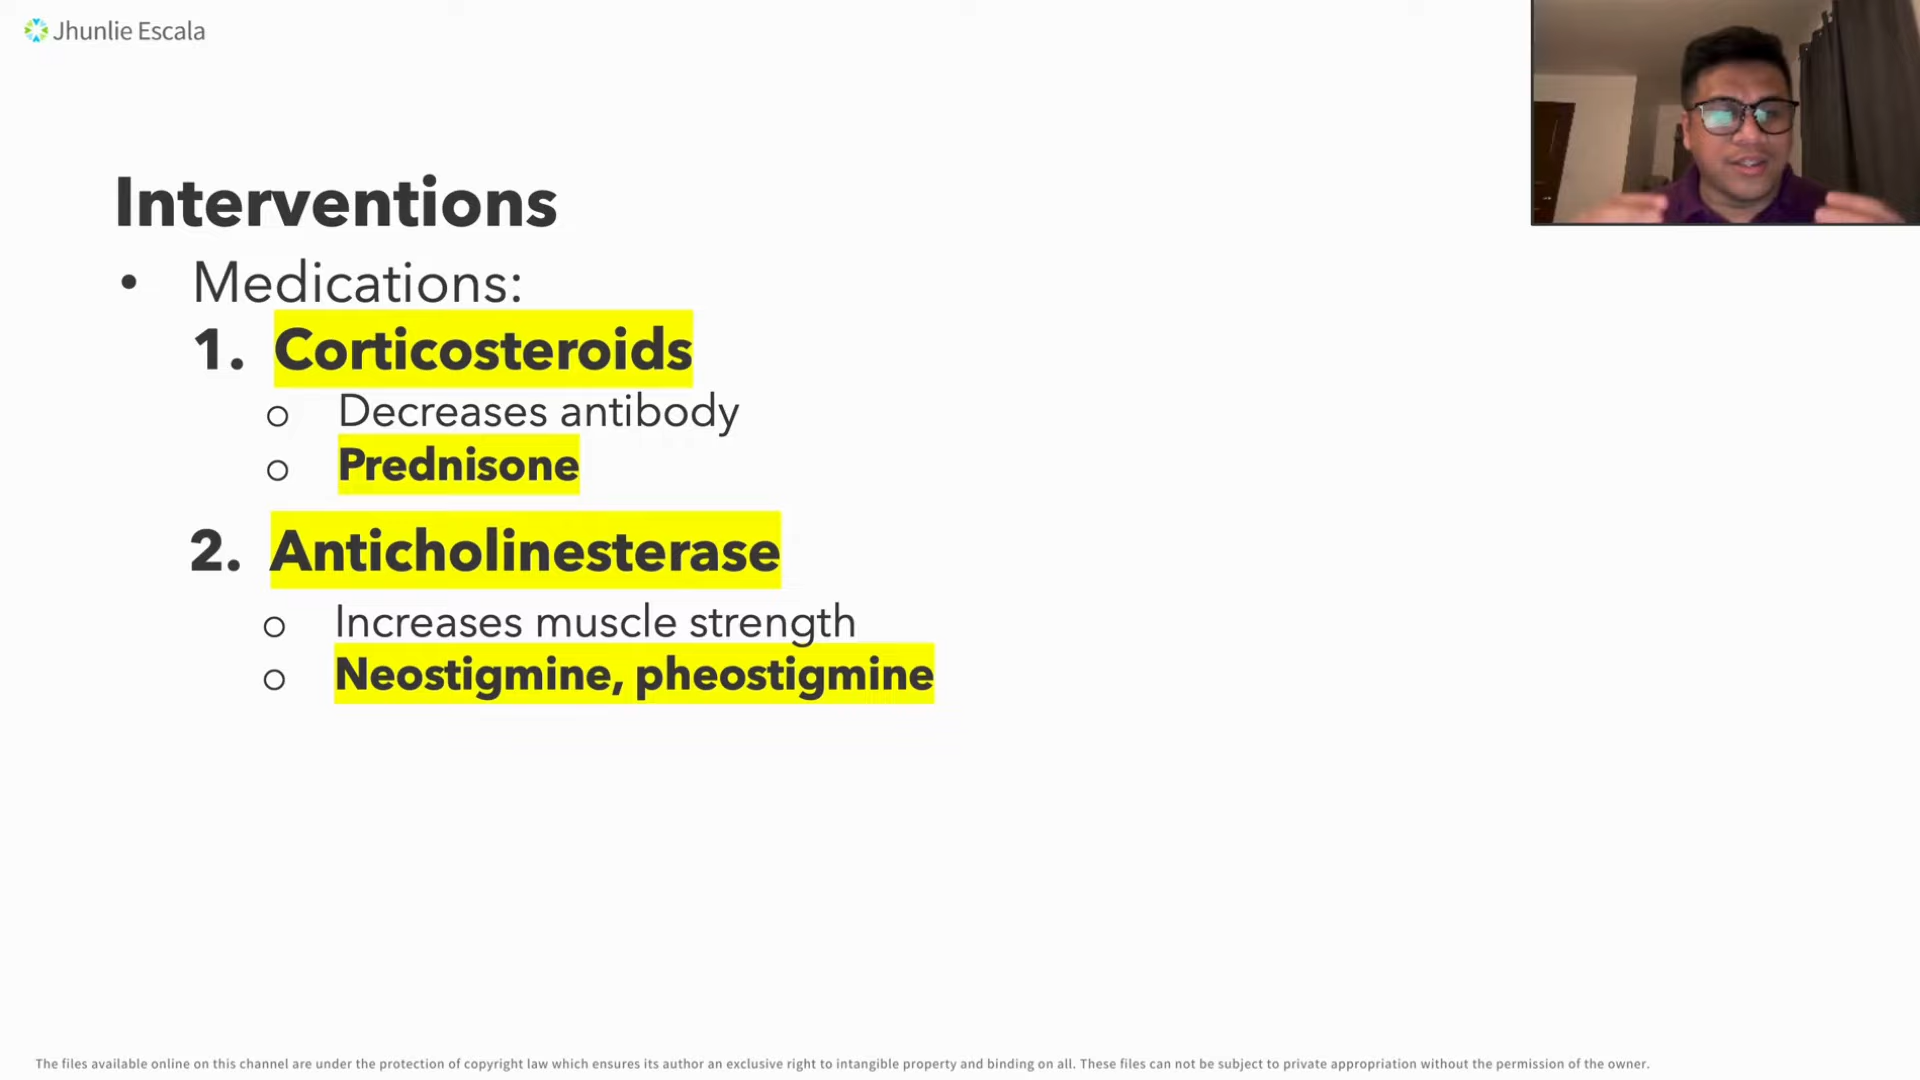 Jhunlie Escala
Interventions
• Medications:
1. Corticosteroids
o Decreases antibody
o Prednisone
2. Anticholinesterase
o Increases muscle strength
o Neostigmine, pheostigmine
The files available online on this channel are under the protection of copyright law which ensures its author an exclusive right to intangible property and binding on all. These files can not be subject to private appropriation without the permission of the owner.